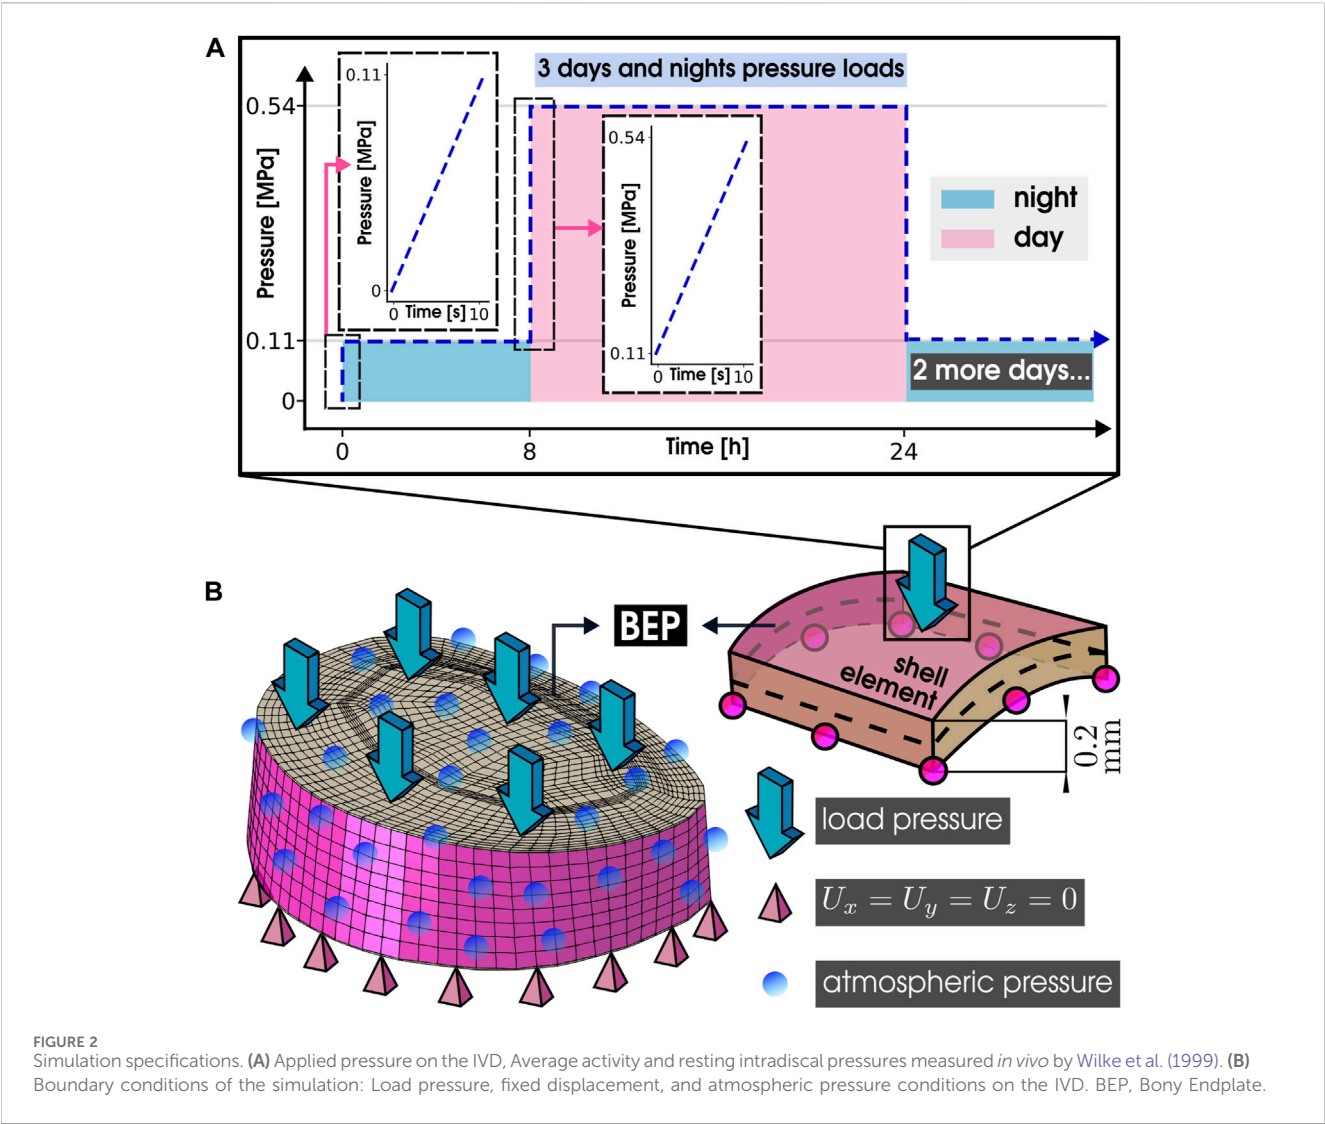 A
3 days and nights pressure loads
Pressure [MPa]
0.54
0.11
0
0.11
Pressure [MPa]
0
0 Time [s] 10
0.54
Pressure [MPa]
0.11
0 Time [s] 10
night
day
2 more days...
0 8 24
Time [h]
B
BEP
shell
element
0.2
mm
load pressure
U_x = U_y = U_z = 0
atmospheric pressure
FIGURE 2
Simulation specifications. (A) Applied pressure on the IVD, Average activity and resting intradiscal pressures measured in vivo by Wilke et al. (1999). (B)
Boundary conditions of the simulation: Load pressure, fixed displacement, and atmospheric pressure conditions on the IVD. BEP, Bony Endplate.